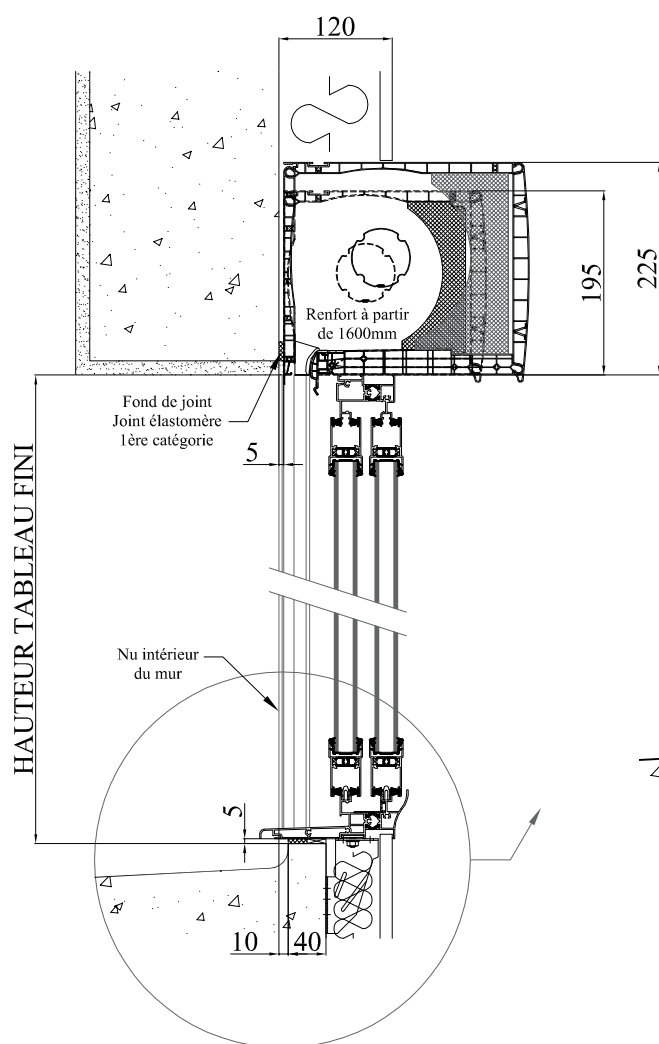 120
195
225
Renfort à partir
de 1600mm
Fond de joint
Joint élastomère
1ère catégorie
5
HAUTEUR TABLEAU FINI
Nu intérieur
du mur
5
10
40